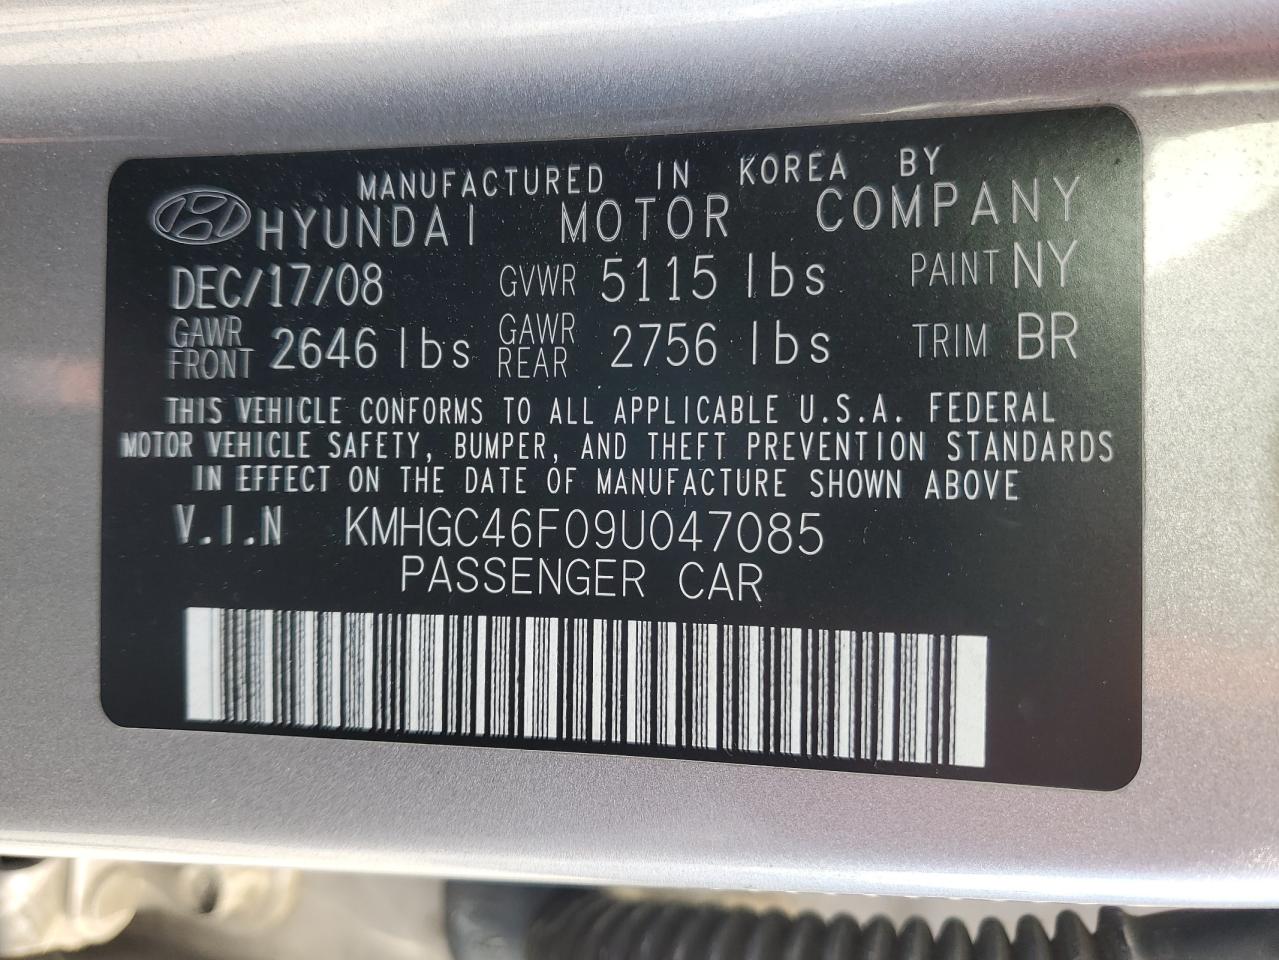 MANUFACTURED IN KOREA BY
HYUNDAI MOTOR COMPANY
DEC/17/08 GVWR 5115 lbs PAINT NY
GAWR FRONT 2646 lbs GAWR REAR 2756 lbs TRIM BR
THIS VEHICLE CONFORMS TO ALL APPLICABLE U.S.A. FEDERAL
MOTOR VEHICLE SAFETY, BUMPER, AND THEFT PREVENTION STANDARDS
IN EFFECT ON THE DATE OF MANUFACTURE SHOWN ABOVE
V.I.N KMHGC46F09U047085
PASSENGER CAR